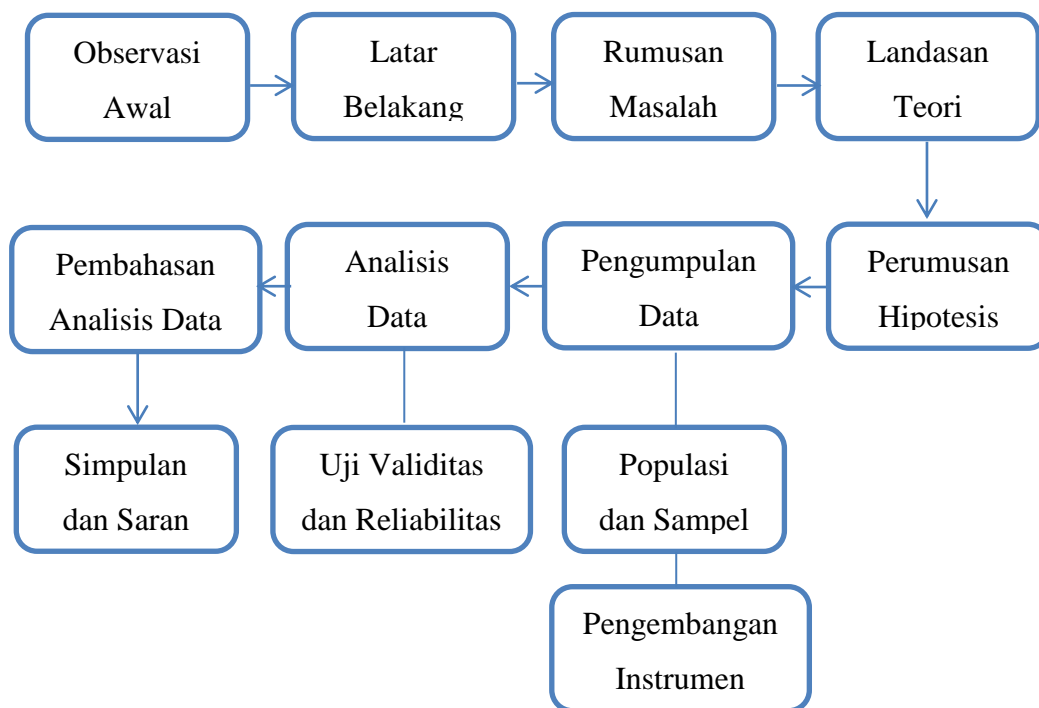 Observasi
Awal
Latar
Belakang
Rumusan
Masalah
Landasan
Teori
Perumusan
Hipotesis
Pengumpulan
Data
Analisis
Data
Pembahasan
Analisis Data
Simpulan
dan Saran
Uji Validitas
dan Reliabilitas
Populasi
dan Sampel
Pengembangan
Instrumen